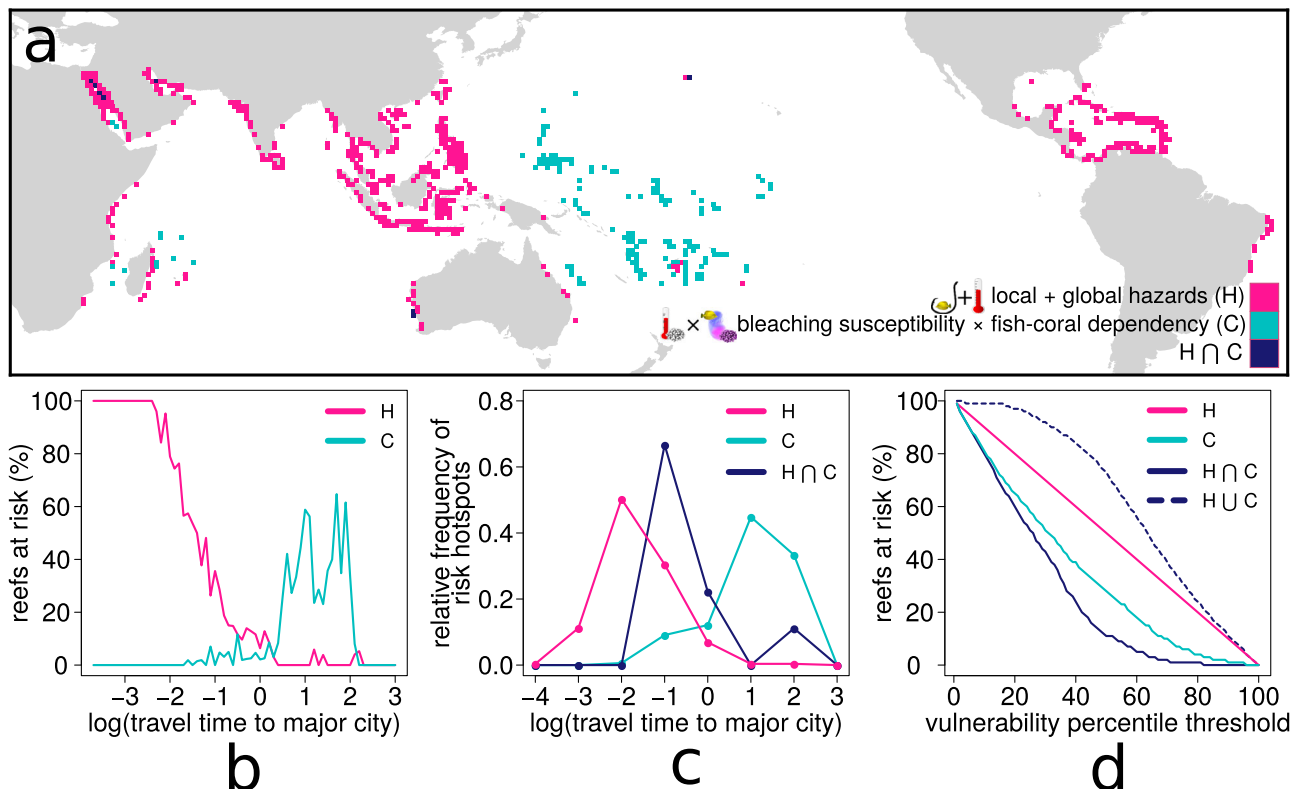 a
+ local + global hazards (H)
× bleaching susceptibility × fish-coral dependency (C)
H ⋂ C
100
80
60
40
20
0
reefs at risk (%)
H
C
−3 −2 −1 0 1 2 3
log(travel time to major city)
b
0.8
0.6
0.4
0.2
0.0
relative frequency of
risk hotspots
H
C
H ⋂ C
−4 −3 −2 −1 0 1 2 3
log(travel time to major city)
c
100
80
60
40
20
0
reefs at risk (%)
H
C
H ⋂ C
H ⋃ C
0 20 40 60 80 100
vulnerability percentile threshold
d